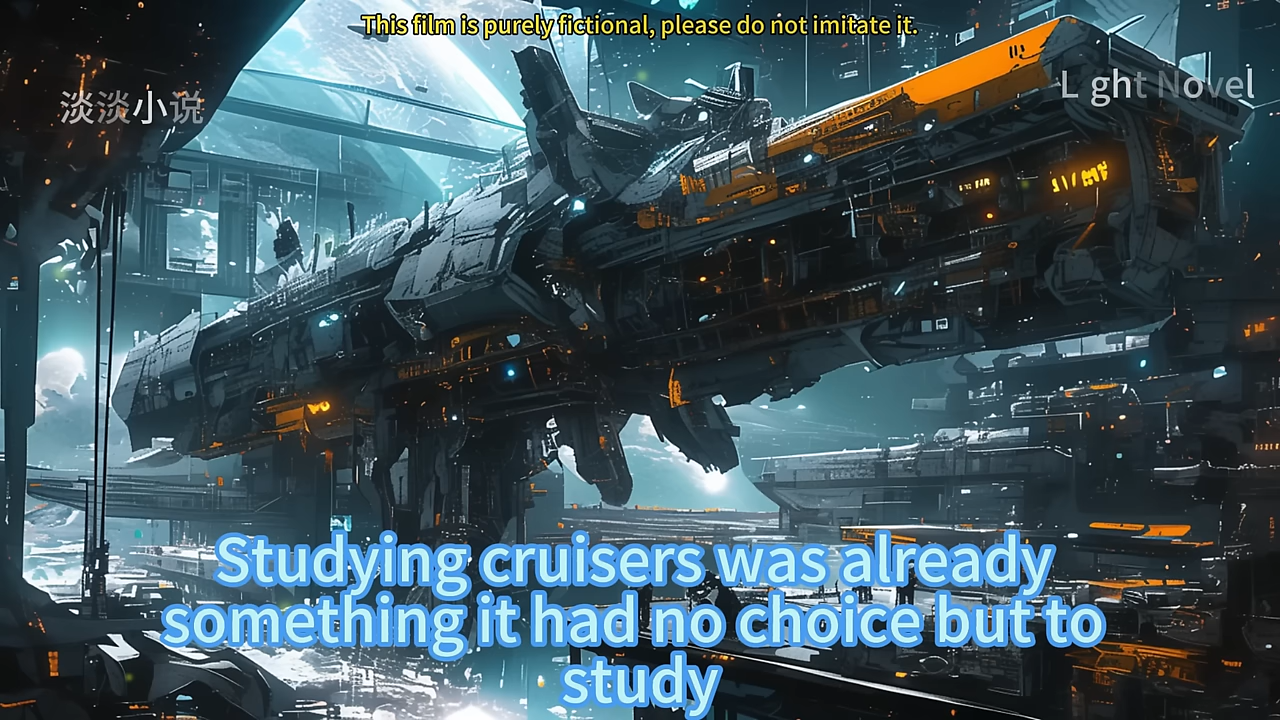 This film is purely fictional, please do not imitate it.
淡淡小说
L ght Novel
Studying cruisers was already
something it had no choice but to
study